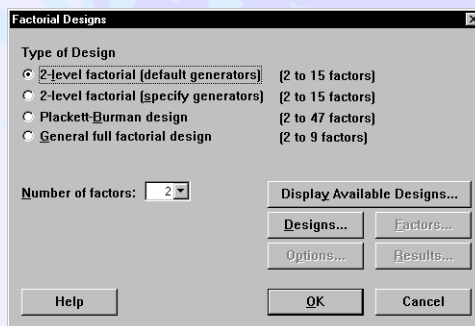 Factorial Designs
Type of Design
2-level factorial (default generators) (2 to 15 factors)
2-level factorial (specify generators) (2 to 15 factors)
Plackett-Burman design (2 to 47 factors)
General full factorial design (2 to 9 factors)
Number of factors: 2
Display Available Designs...
Designs... Factors...
Options... Results...
Help OK Cancel